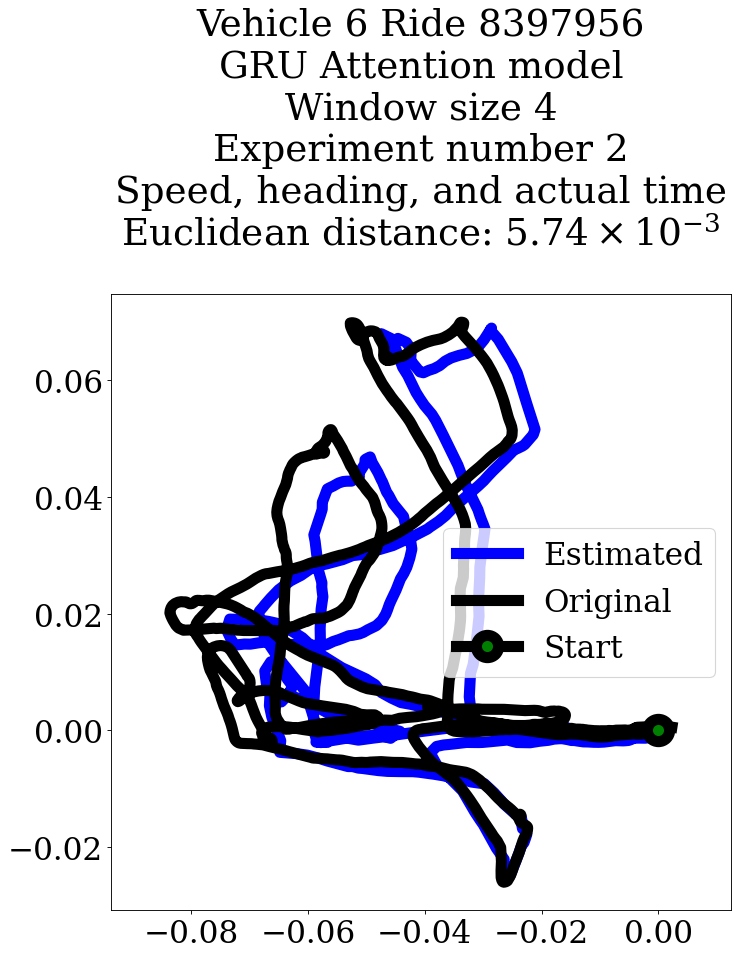 Vehicle 6 Ride 8397956
GRU Attention model
Window size 4
Experiment number 2
Speed, heading, and actual time
Euclidean distance: 5.74 × 10⁻³
0.06
0.04
0.02
0.00
−0.02
Estimated
Original
Start
−0.08 −0.06 −0.04 −0.02 0.00